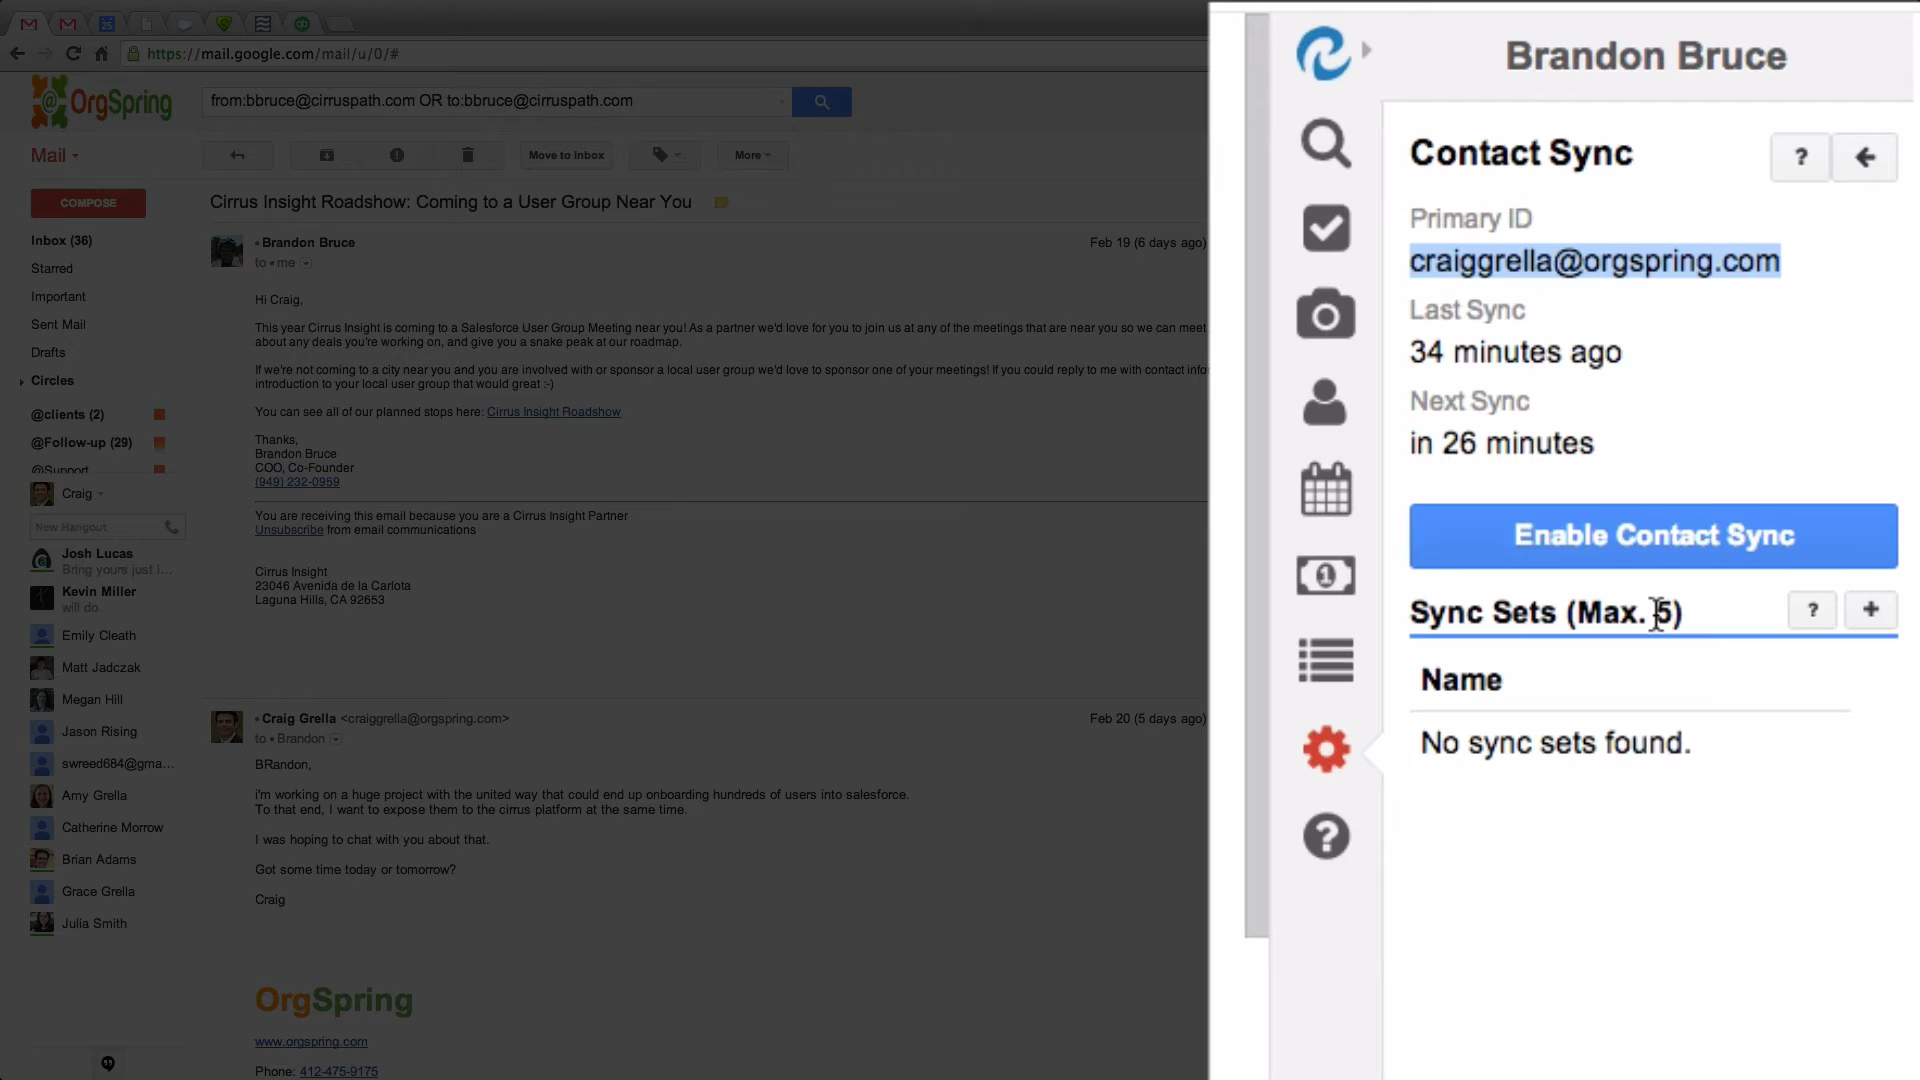 https://mail.google.com/mail/u/0/#
OrgSpring
from:bbruce@cirruspath.com OR to:bbruce@cirruspath.com
Mail
Move to Inbox
More
COMPOSE
Inbox (36)
Starred
Important
Sent Mail
Drafts
Circles
@clients (2)
@Follow-up (29)
@Support
Craig
New Hangout
Josh Lucas
Bring yours just i...
Kevin Miller
will do
Emily Cleath
Matt Jadczak
Megan Hill
Jason Rising
swreed684@gma...
Amy Grella
Catherine Morrow
Brian Adams
Grace Grella
Julia Smith
Cirrus Insight Roadshow: Coming to a User Group Near You
Brandon Bruce
Feb 19 (6 days ago)
to • me
Hi Craig,
This year Cirrus Insight is coming to a Salesforce User Group Meeting near you! As a partner we'd love for you to join us at any of the meetings that are near you so we can meet
about any deals you're working on, and give you a snake peak at our roadmap.
If we're not coming to a city near you and you are involved with or sponsor a local user group we'd love to sponsor one of your meetings! If you could reply to me with contact info
introduction to your local user group that would great :-)
You can see all of our planned stops here: Cirrus Insight Roadshow
Thanks,
Brandon Bruce
COO, Co-Founder
(949) 232-0959
You are receiving this email because you are a Cirrus Insight Partner
Unsubscribe from email communications
Cirrus Insight
23046 Avenida de la Carlota
Laguna Hills, CA 92653
Craig Grella <craiggrella@orgspring.com>
Feb 20 (5 days ago)
to • Brandon
BRandon,
i'm working on a huge project with the united way that could end up onboarding hundreds of users into salesforce.
To that end, I want to expose them to the cirrus platform at the same time.
I was hoping to chat with you about that.
Got some time today or tomorrow?
Craig
OrgSpring
www.orgspring.com
Phone: 412-475-9175
Brandon Bruce
Contact Sync
?
Primary ID
craiggrella@orgspring.com
Last Sync
34 minutes ago
Next Sync
in 26 minutes
Enable Contact Sync
Sync Sets (Max. 5)
? +
Name
No sync sets found.